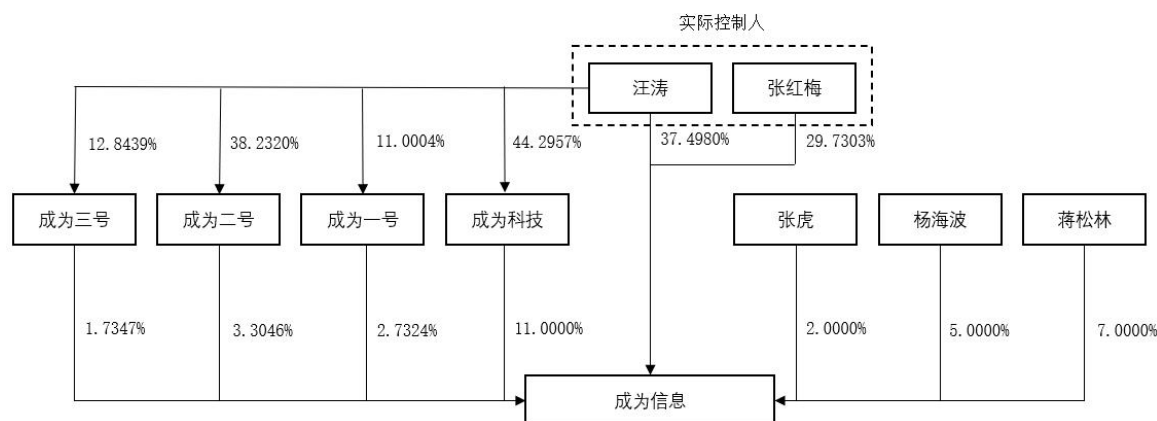 实际控制人
汪涛
张红梅
12.8439%
38.2320%
11.0004%
44.2957%
37.4980%
29.7303%
成为三号
成为二号
成为一号
成为科技
张虎
杨海波
蒋松林
1.7347%
3.3046%
2.7324%
11.0000%
2.0000%
5.0000%
7.0000%
成为信息